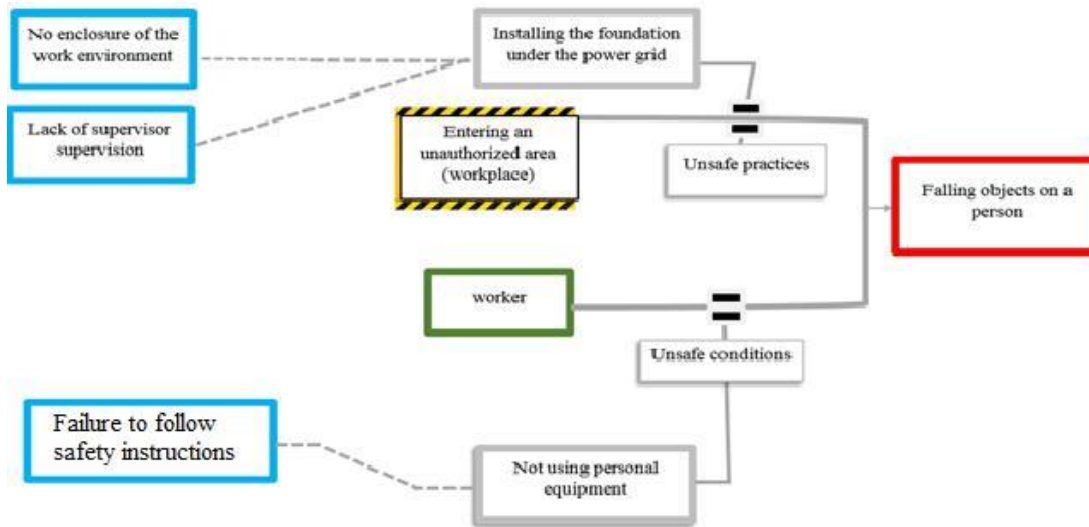 No enclosure of the
work environment
Installing the foundation
under the power grid
Lack of supervisor
supervision
Entering an
unauthorized area
(workplace)
Unsafe practices
Falling objects on a
person
worker
Unsafe conditions
Failure to follow
safety instructions
Not using personal
equipment